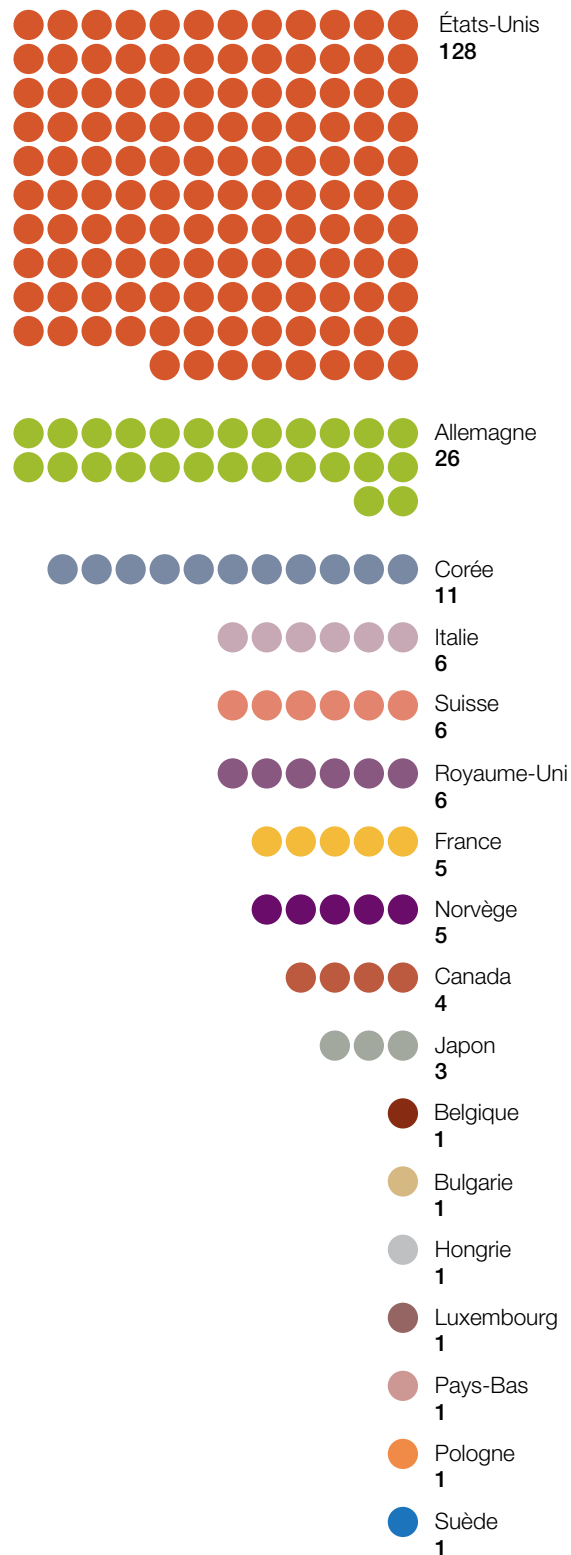 États-Unis
128
Allemagne
26
Corée
11
Italie
6
Suisse
6
Royaume-Uni
6
France
5
Norvège
5
Canada
4
Japon
3
Belgique
1
Bulgarie
1
Hongrie
1
Luxembourg
1
Pays-Bas
1
Pologne
1
Suède
1